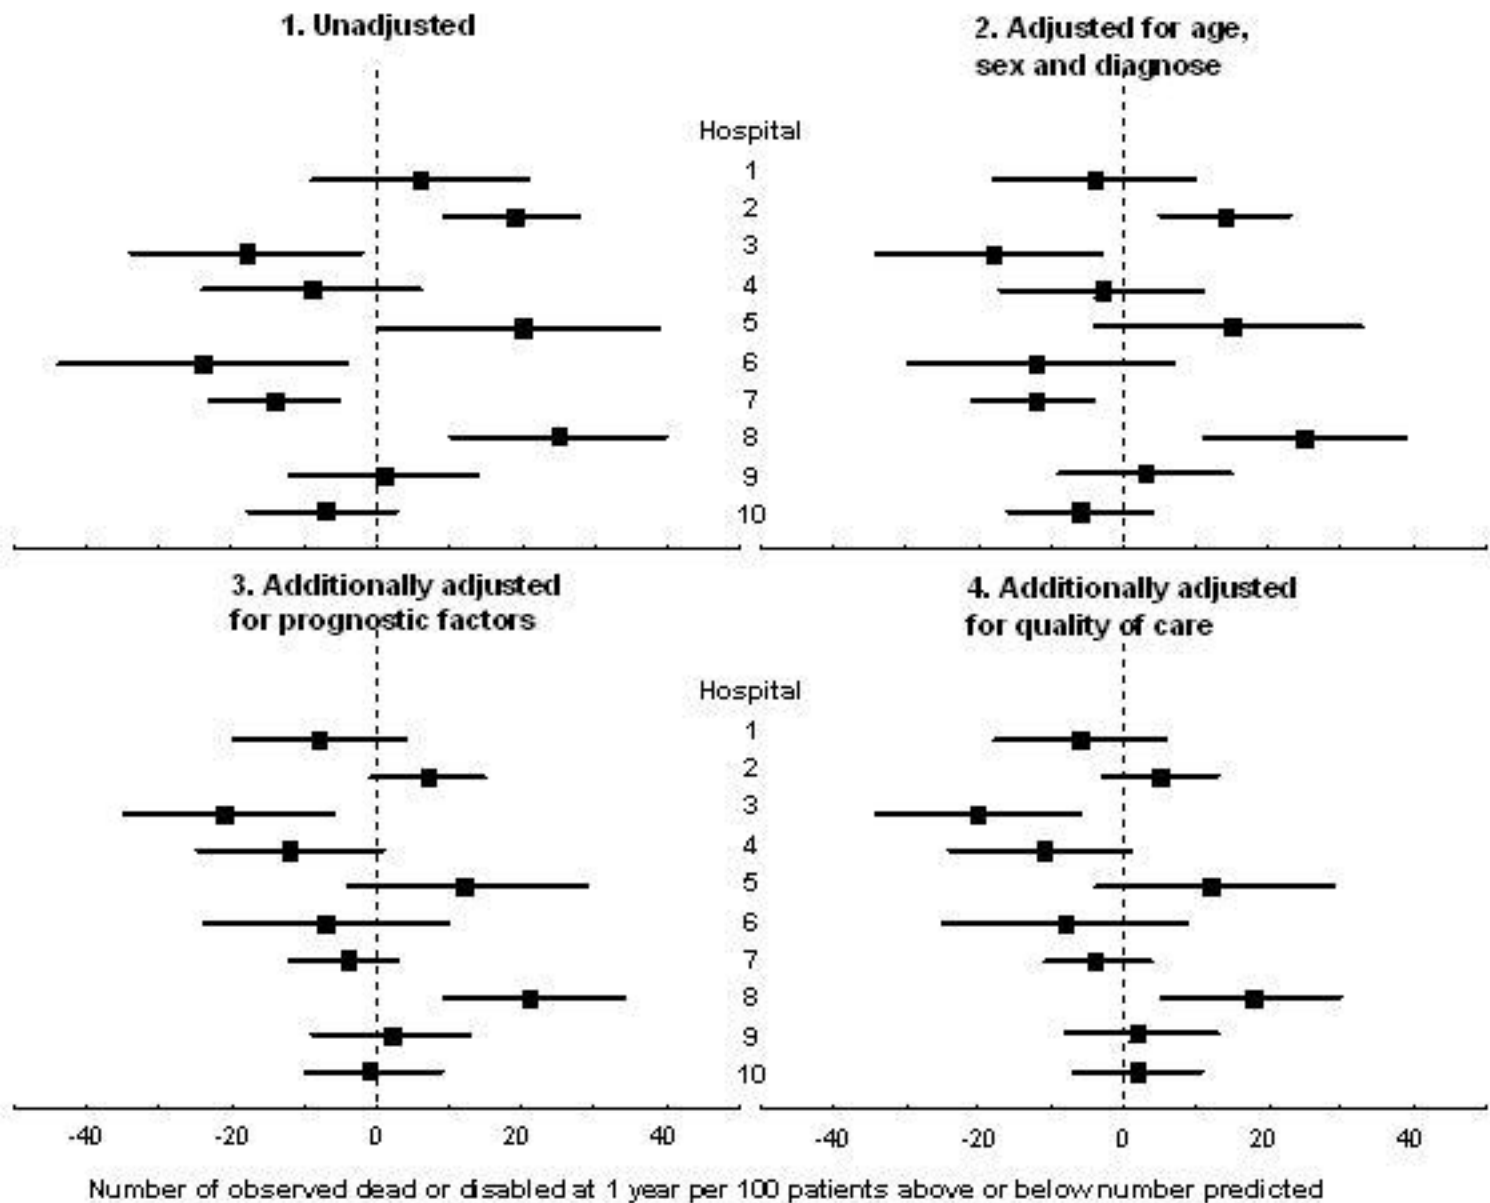 1. Unadjusted
2. Adjusted for age,
sex and diagnose
Hospital
1
2
3
4
5
6
7
8
9
10
3. Additionally adjusted
for prognostic factors
4. Additionally adjusted
for quality of care
Hospital
1
2
3
4
5
6
7
8
9
10
-40 -20 0 20 40
-40 -20 0 20 40
Number of observed dead or disabled at 1 year per 100 patients above or below number predicted